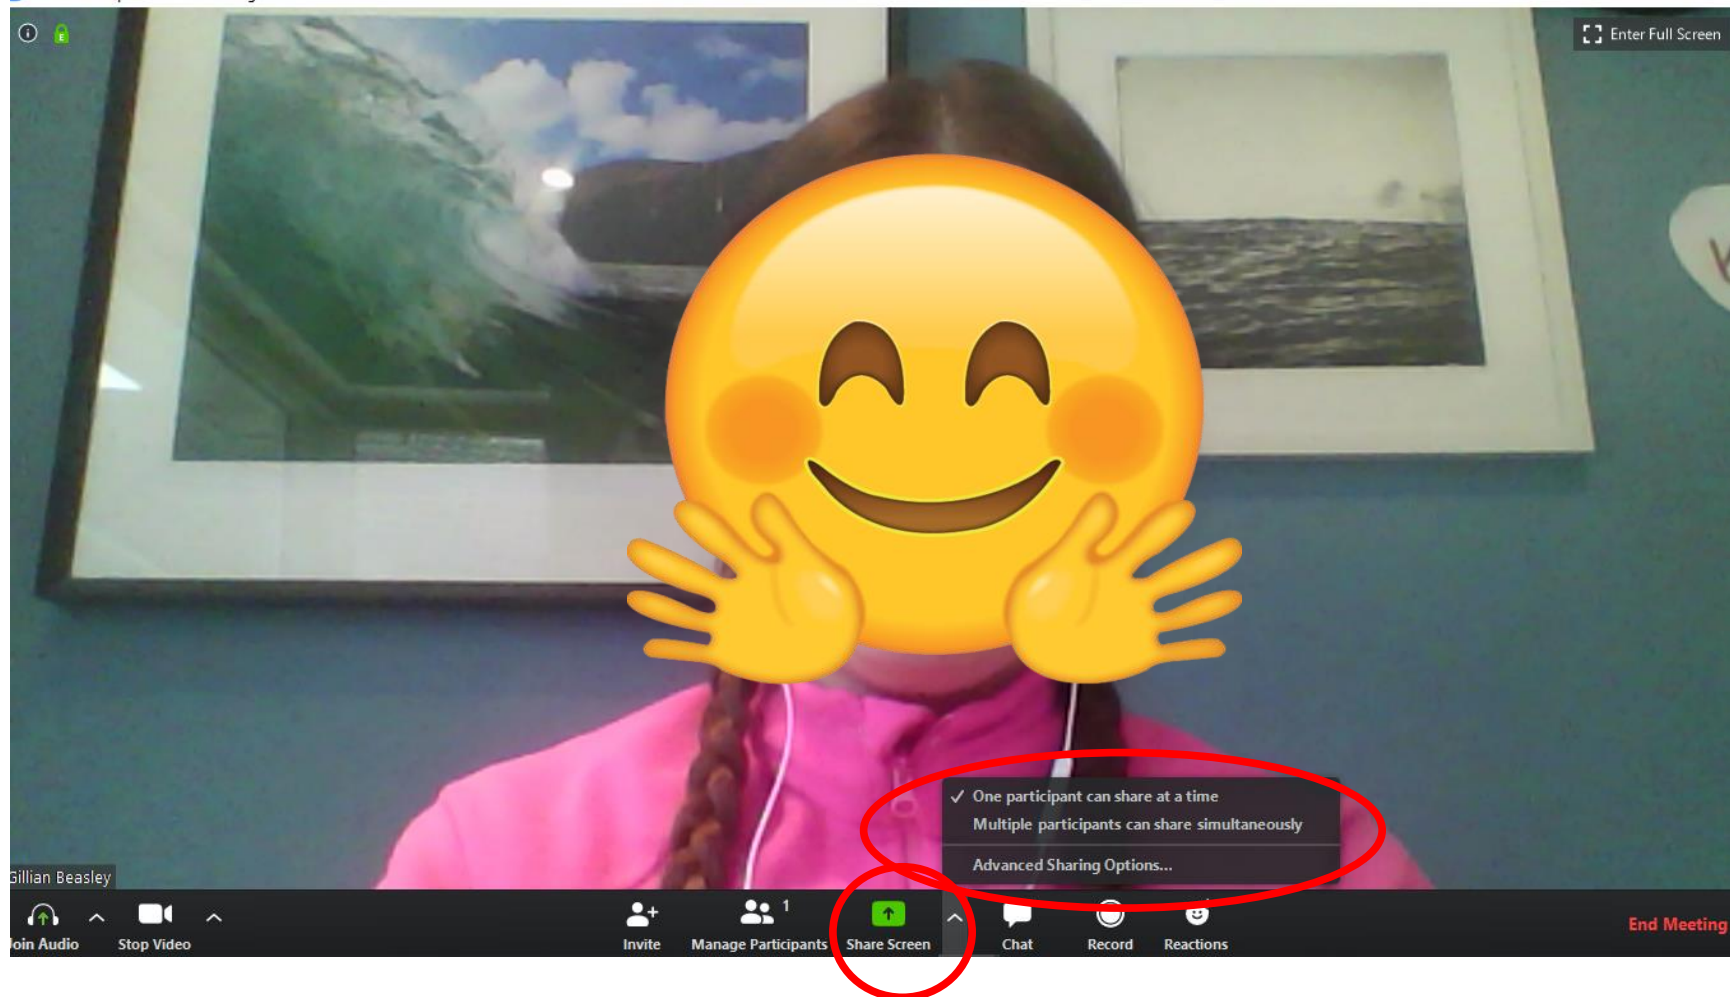 Enter Full Screen
One participant can share at a time
Multiple participants can share simultaneously
Advanced Sharing Options...
Gillian Beasley
1
Join Audio
Stop Video
Invite
Manage Participants
Share Screen
Chat
Record
Reactions
End Meeting